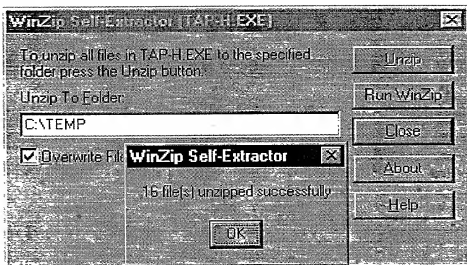 WinZip Self-Extractor [TAP-H.EXE]
To unzip all files in TAP-H.EXE to the specified
folder press the Unzip button.
Unzip To Folder:
C:\TEMP
Overwrite Fil
Unzip
Run WinZip
Close
About
Help
WinZip Self-Extractor
16 file(s) unzipped successfully
OK